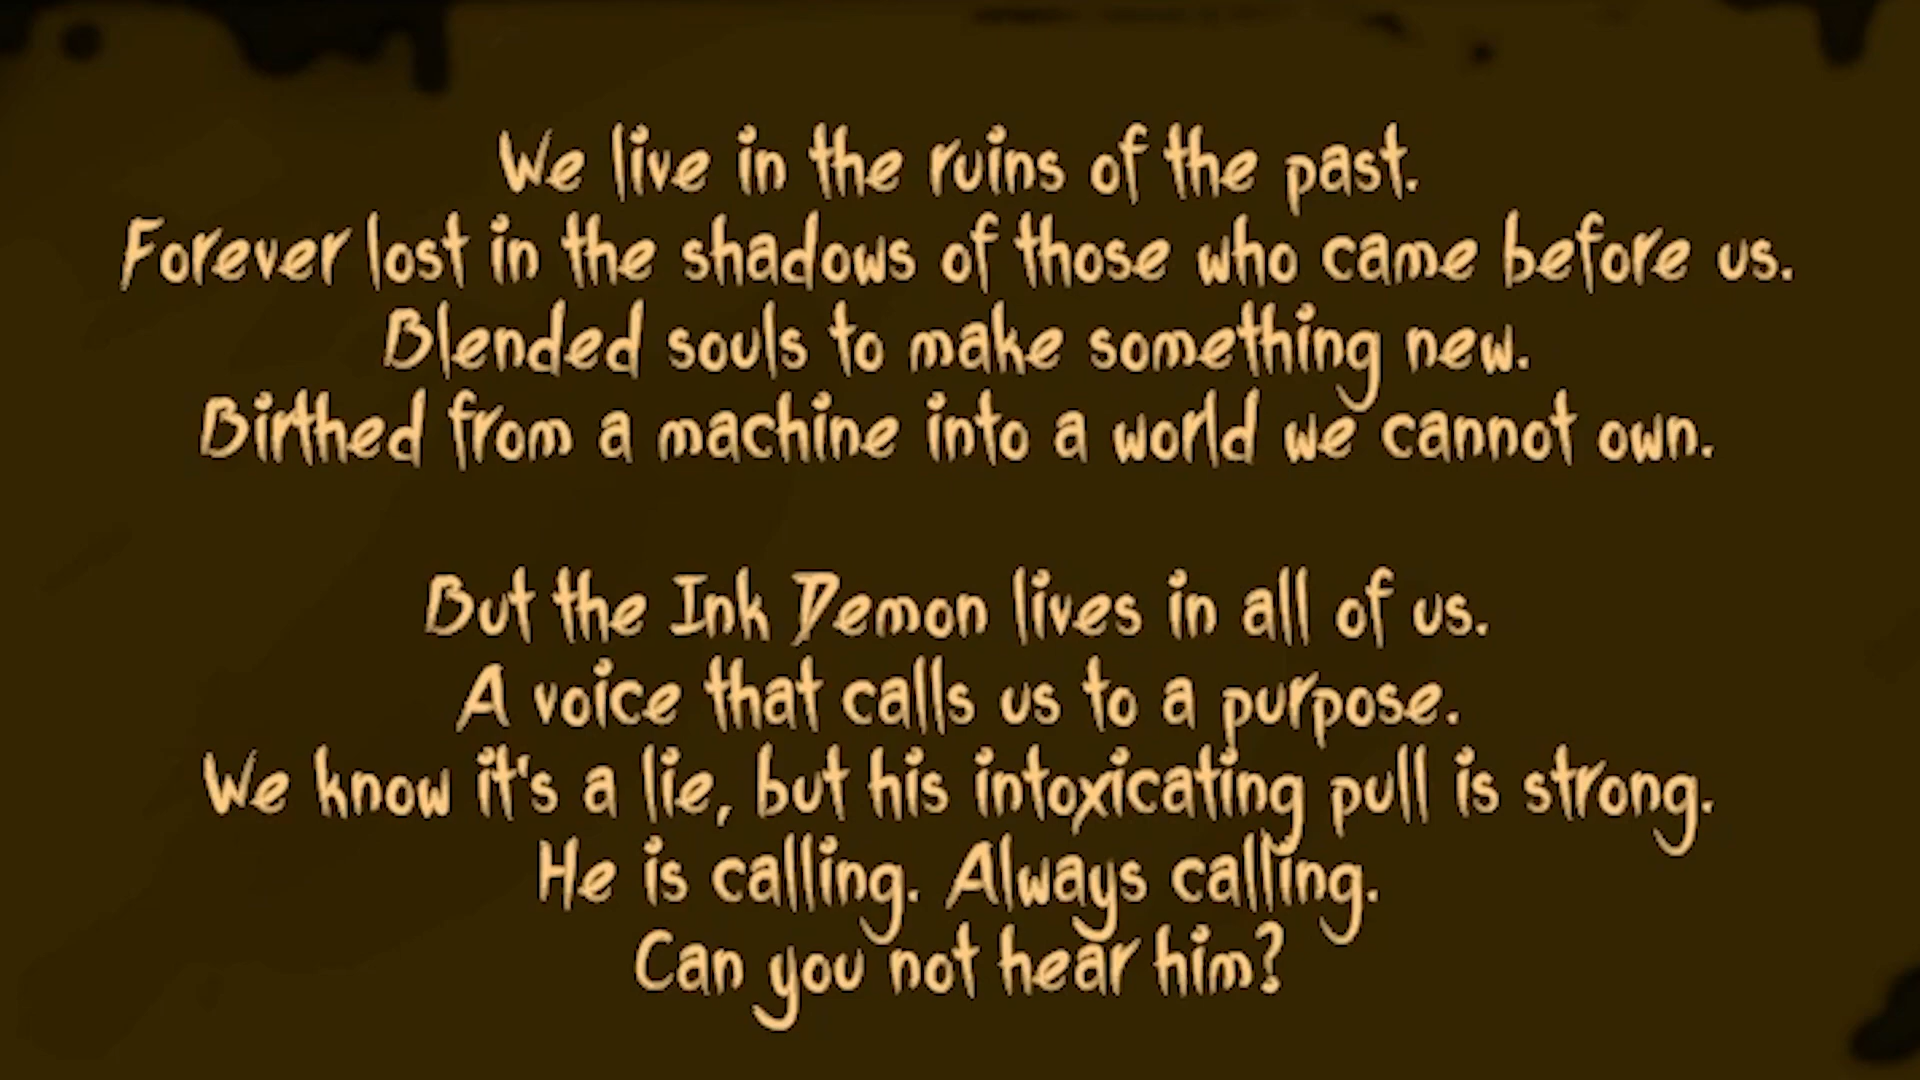 We live in the ruins of the past.
Forever lost in the shadows of those who came before us.
Blended souls to make something new.
Birthed from a machine into a world we cannot own.
But the Ink Demon lives in all of us.
A voice that calls us to a purpose.
We know it's a lie, but his intoxicating pull is strong.
He is calling. Always calling.
Can you not hear him?